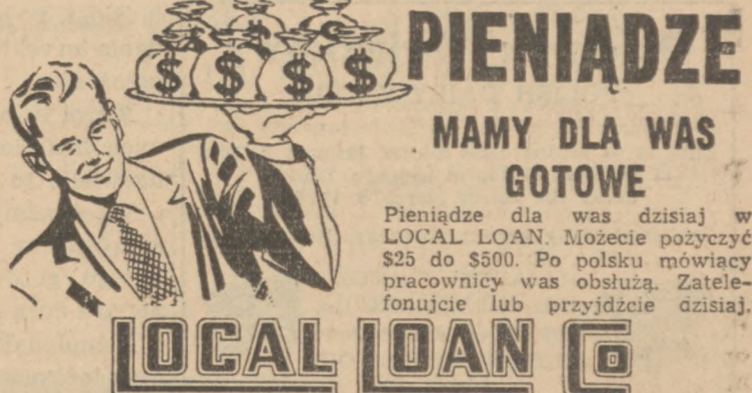 $ $ $ $
PIENIĄDZE
MAMY DLA WAS
GOTOWE
Pieniądze dla was dzisiaj w
LOCAL LOAN. Możecie pożyczyć
$25 do $500. Po polsku mówiący
pracownicy was obsłużą. Zatele-
fonujcie lub przyjdźcie dzisiaj.
LOCAL LOAN CO